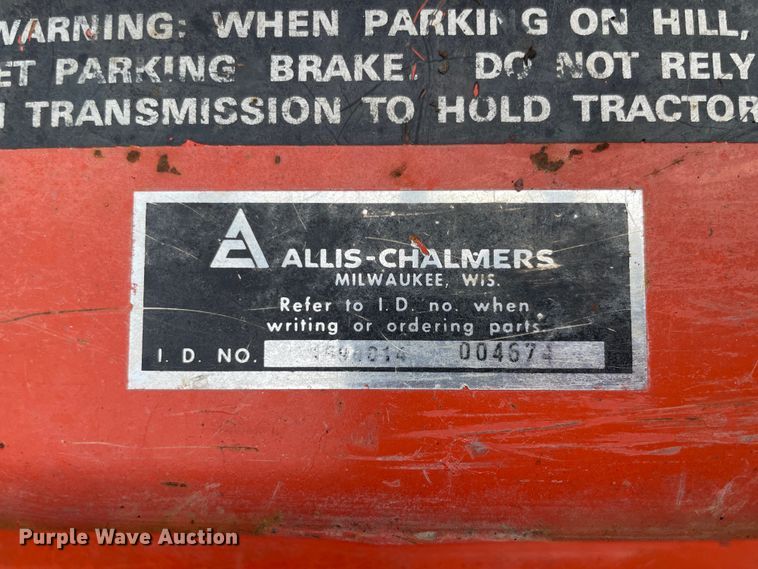 WARNING: WHEN PARKING ON HILL,
ET PARKING BRAKE. DO NOT RELY
TRANSMISSION TO HOLD TRACTOR
ALLIS-CHALMERS
MILWAUKEE, WIS.
Refer to I.D. no. when
writing or ordering parts.
I. D. NO. 004674
Purple Wave Auction